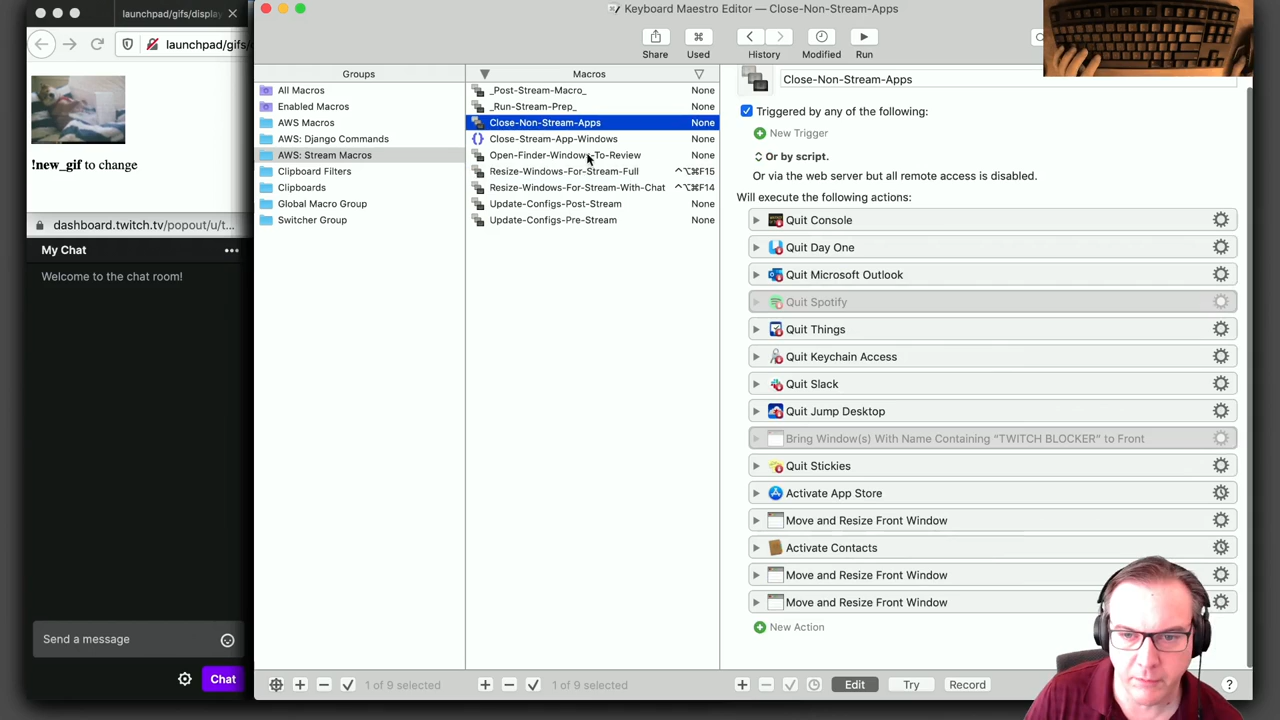 launchpad/gifs/display
launchpad/gifs/
!new_gif to change
dashboard.twitch.tv/popout/u/t...
My Chat
Welcome to the chat room!
Send a message
Chat
Keyboard Maestro Editor — Close-Non-Stream-Apps
Share
Used
History
Modified
Run
Groups
All Macros
Enabled Macros
AWS Macros
AWS: Django Commands
AWS: Stream Macros
Clipboard Filters
Clipboards
Global Macro Group
Switcher Group
1 of 9 selected
Macros
_Post-Stream-Macro_ None
_Run-Stream-Prep_ None
Close-Non-Stream-Apps None
Close-Stream-App-Windows None
Open-Finder-Windows-To-Review None
Resize-Windows-For-Stream-Full ^⌥⌘F15
Resize-Windows-For-Stream-With-Chat ^⌥⌘F14
Update-Configs-Post-Stream None
Update-Configs-Pre-Stream None
1 of 9 selected
Close-Non-Stream-Apps
Triggered by any of the following:
New Trigger
Or by script.
Or via the web server but all remote access is disabled.
Will execute the following actions:
Quit Console
Quit Day One
Quit Microsoft Outlook
Quit Spotify
Quit Things
Quit Keychain Access
Quit Slack
Quit Jump Desktop
Bring Window(s) With Name Containing “TWITCH BLOCKER” to Front
Quit Stickies
Activate App Store
Move and Resize Front Window
Activate Contacts
Move and Resize Front Window
Move and Resize Front Window
New Action
Edit
Try
Record
?